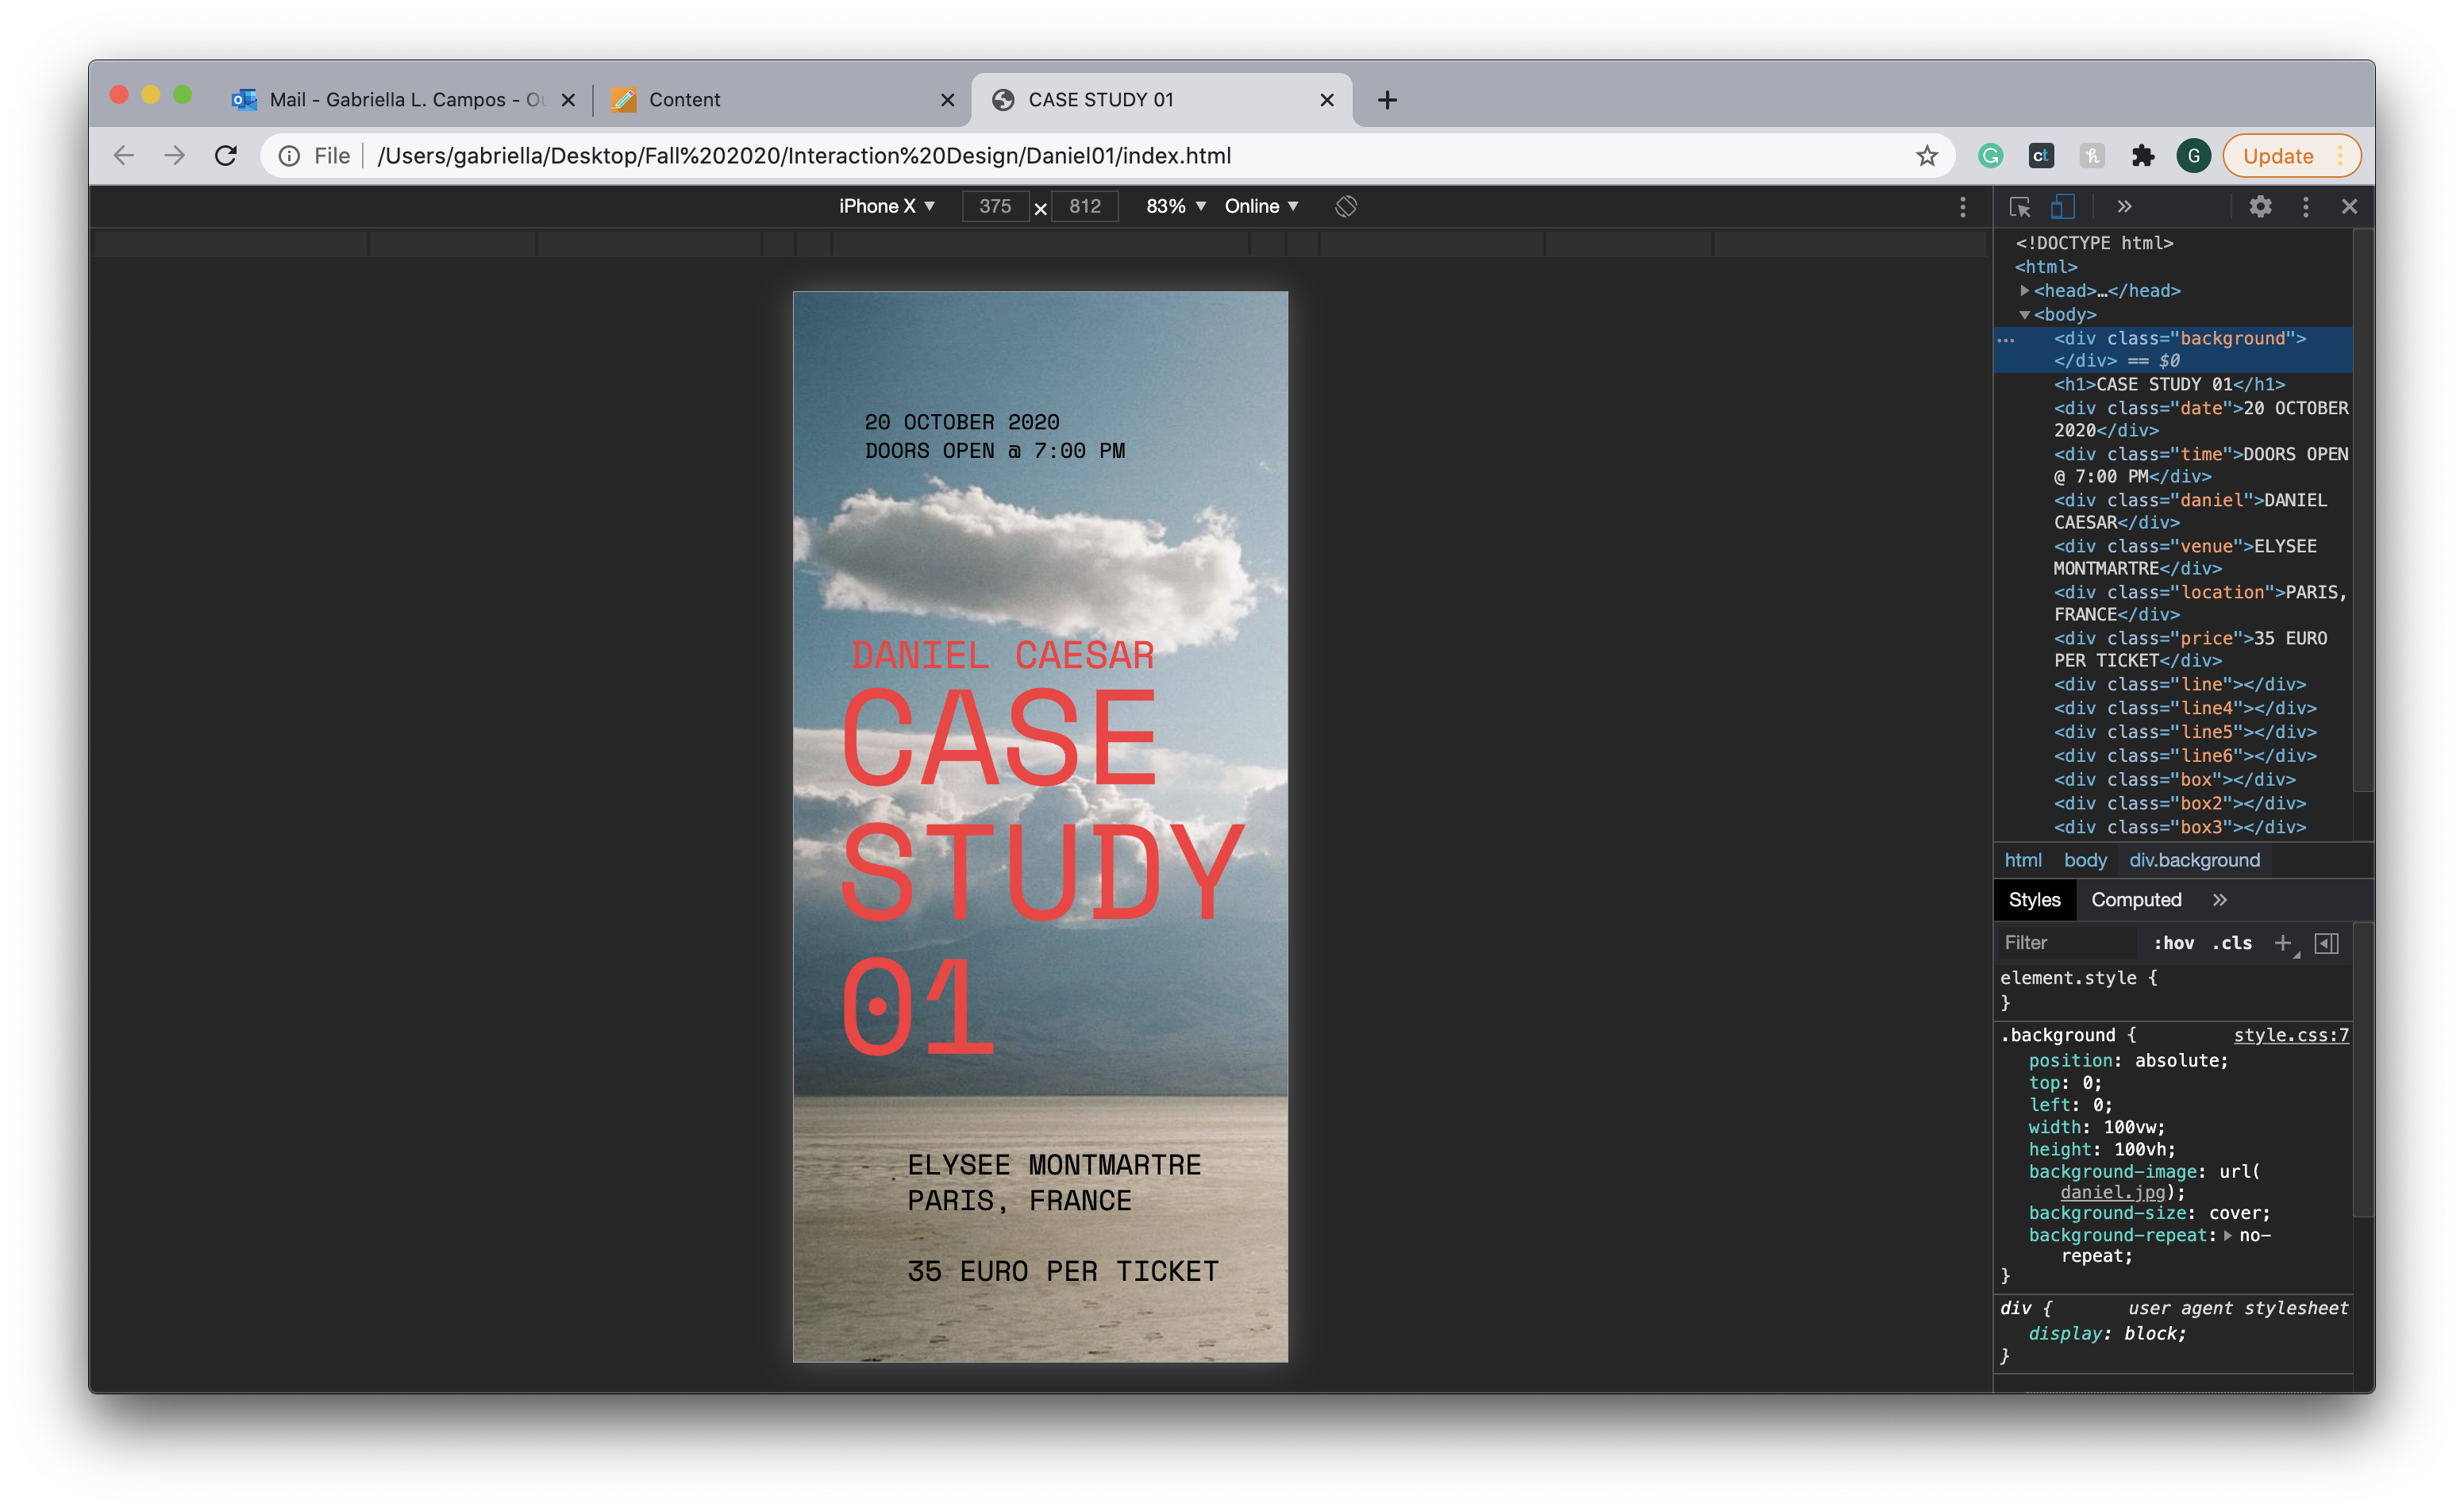 Mail - Gabriella L. Campos - Ou
Content
CASE STUDY 01
File
/Users/gabriella/Desktop/Fall%202020/Interaction%20Design/Daniel01/index.html
ct
G
Update
iPhone X
375
812
83%
Online
20 OCTOBER 2020
DOORS OPEN @ 7:00 PM
DANIEL CAESAR
CASE
STUDY
01
ELYSEE MONTMARTRE
PARIS, FRANCE
35 EURO PER TICKET
<!DOCTYPE html>
<html>
<head>…</head>
<body>
<div class="background">
</div> == $0
<h1>CASE STUDY 01</h1>
<div class="date">20 OCTOBER
2020</div>
<div class="time">DOORS OPEN
@ 7:00 PM</div>
<div class="daniel">DANIEL
CAESAR</div>
<div class="venue">ELYSEE
MONTMARTRE</div>
<div class="location">PARIS,
FRANCE</div>
<div class="price">35 EURO
PER TICKET</div>
<div class="line"></div>
<div class="line4"></div>
<div class="line5"></div>
<div class="line6"></div>
<div class="box"></div>
<div class="box2"></div>
<div class="box3"></div>
html body div.background
Styles Computed
Filter :hov .cls
element.style {
}
.background { style.css:7
position: absolute;
top: 0;
left: 0;
width: 100vw;
height: 100vh;
background-image: url(
daniel.jpg);
background-size: cover;
background-repeat: no-
repeat;
}
div { user agent stylesheet
display: block;
}